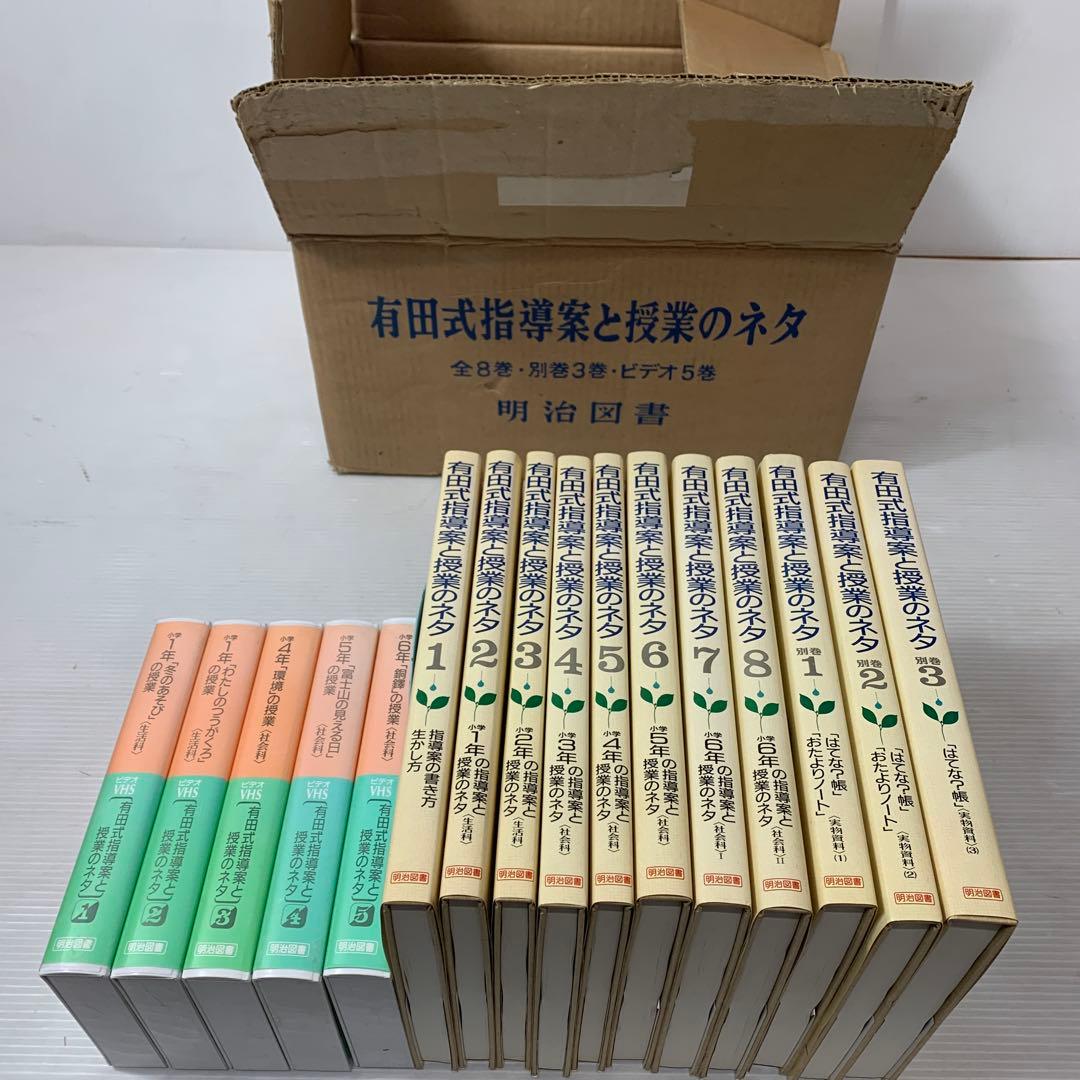 有田式指導案と授業のネタ
全8巻・別巻3巻・ビデオ5巻
明治図書
小学
1年「冬のあそび」
の授業
〈生活科〉
ビデオ
VHS
有田式指導案と
授業のネタ
1
明治図書
小学
1年「わたしのつうがくろ」
の授業
〈生活科〉
ビデオ
VHS
有田式指導案と
授業のネタ
2
明治図書
小学
4年「環境」の授業
〈社会科〉
ビデオ
VHS
有田式指導案と
授業のネタ
3
明治図書
小学
5年「富士山の見える日」
の授業
〈社会科〉
ビデオ
VHS
有田式指導案と
授業のネタ
4
明治図書
小学
6年「銅鐸」の授業
〈社会科〉
ビデオ
VHS
有田式指導案と
授業のネタ
5
明治図書
有田式指導案と授業のネタ
1
指導案の書き方
生かし方
明治図書
有田式指導案と授業のネタ
2
小学
1年の指導案と
授業のネタ
〈生活科〉
明治図書
有田式指導案と授業のネタ
3
小学
2年の指導案と
授業のネタ
〈生活科〉
明治図書
有田式指導案と授業のネタ
4
小学
3年の指導案と
授業のネタ
〈社会科〉
明治図書
有田式指導案と授業のネタ
5
小学
4年の指導案と
授業のネタ
〈社会科〉
明治図書
有田式指導案と授業のネタ
6
小学
5年の指導案と
授業のネタ
〈社会科〉
明治図書
有田式指導案と授業のネタ
7
小学
6年の指導案と
授業のネタ
〈社会科〉I
明治図書
有田式指導案と授業のネタ
8
小学
6年の指導案と
授業のネタ
〈社会科〉II
明治図書
有田式指導案と授業のネタ
別巻
1
「はてな?帳」
「おたよりノート」
〈実物資料〉(1)
明治図書
有田式指導案と授業のネタ
別巻
2
「はてな?帳」
「おたよりノート」
〈実物資料〉(2)
明治図書
有田式指導案と授業のネタ
別巻
3
「はてな?帳」
〈実物資料〉(3)
明治図書